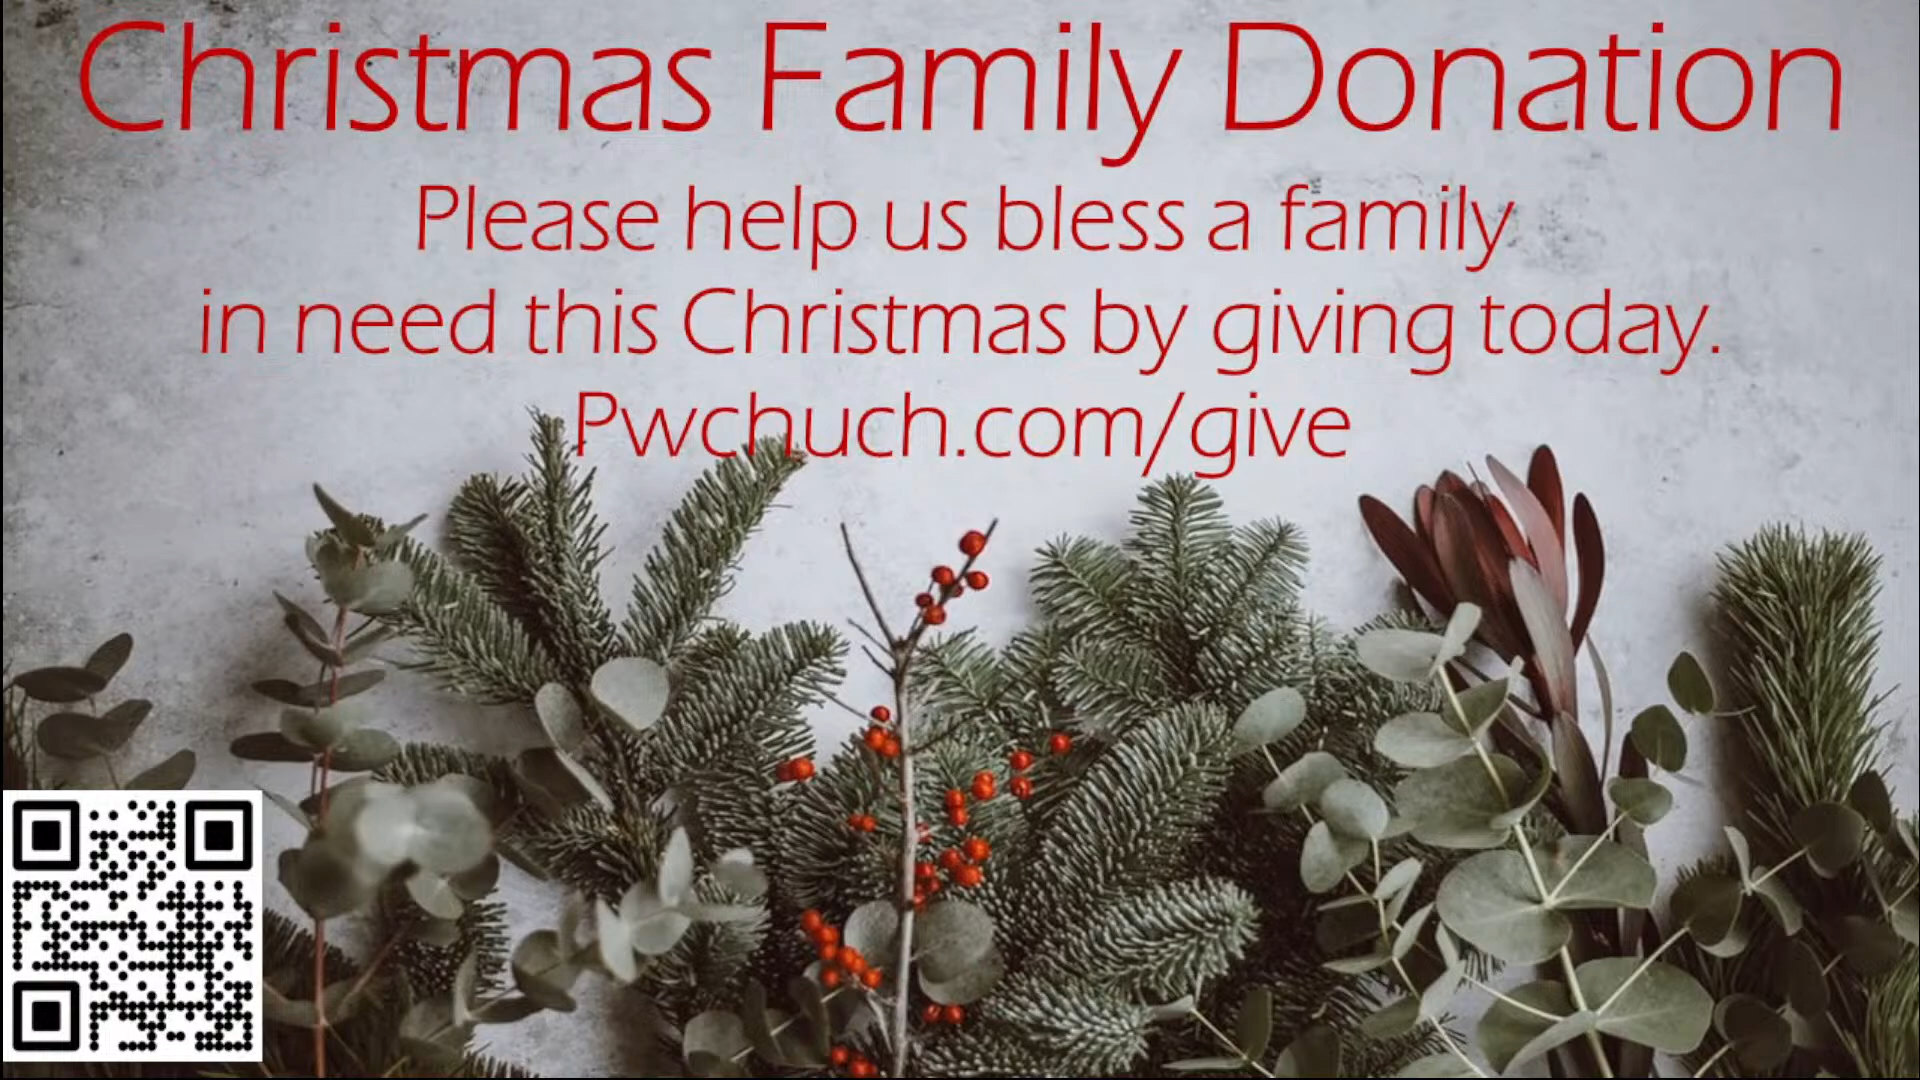 Christmas Family Donation
Please help us bless a family
in need this Christmas by giving today.
Pwchuch.com/give